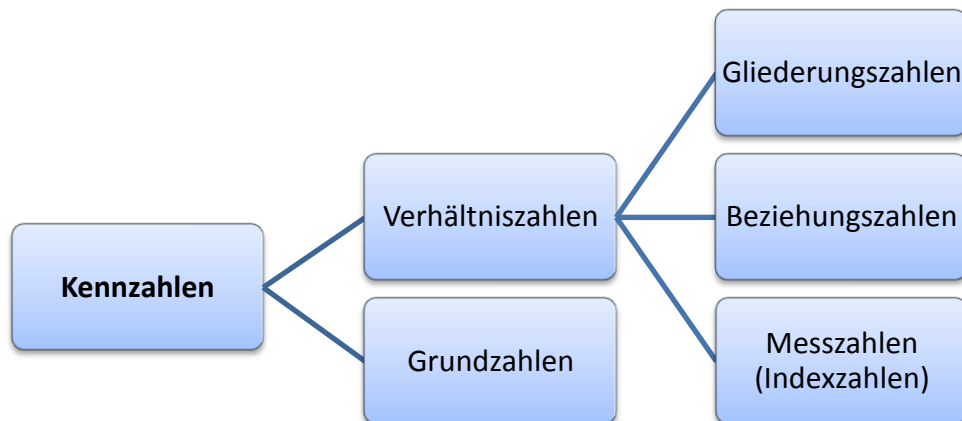 Kennzahlen
Verhältniszahlen
Grundzahlen
Gliederungszahlen
Beziehungszahlen
Messzahlen
(Indexzahlen)